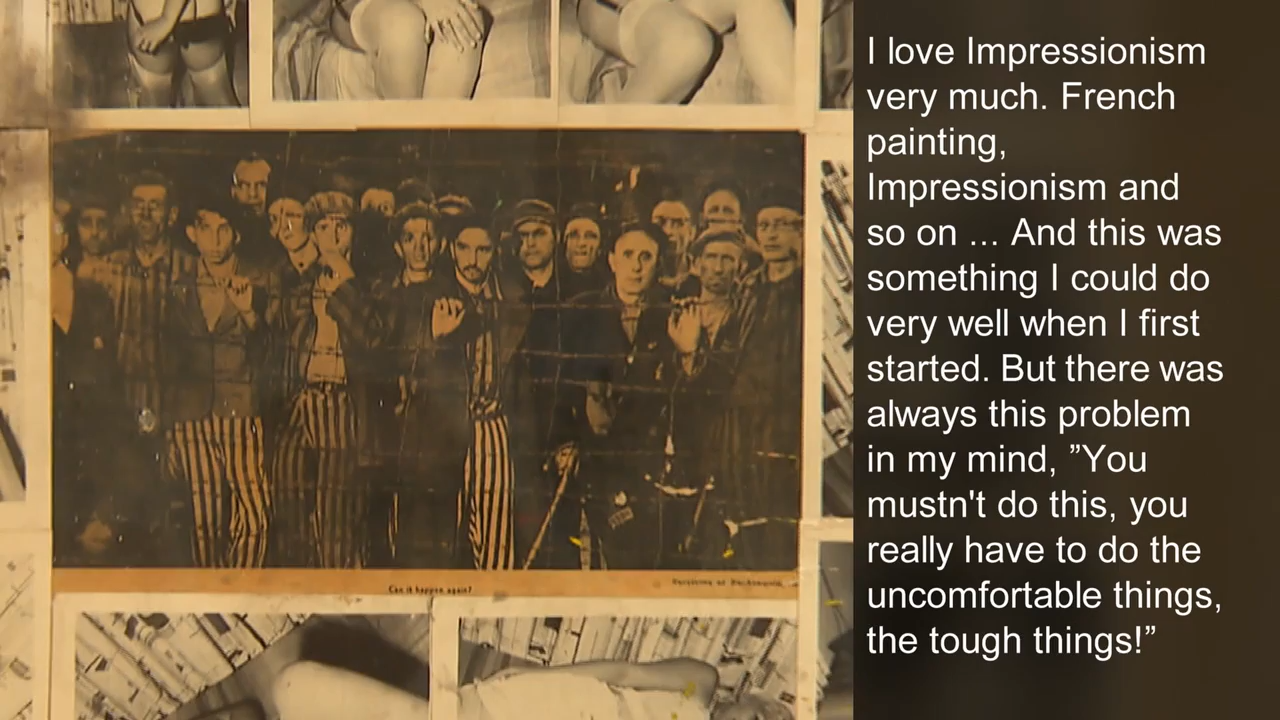 I love Impressionism
very much. French
painting,
Impressionism and
so on ... And this was
something I could do
very well when I first
started. But there was
always this problem
in my mind, ”You
mustn't do this, you
really have to do the
uncomfortable things,
the tough things!”
Can it happen again?